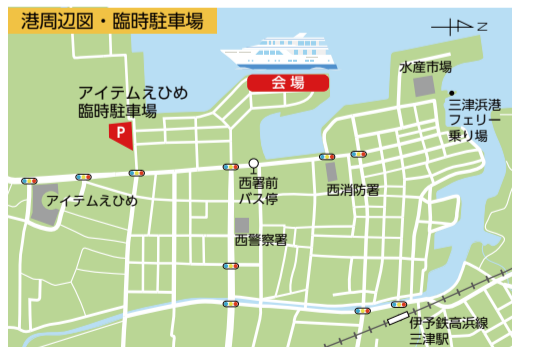 港周辺図・臨時駐車場
N
会場
水産市場
アイテムえひめ
臨時駐車場
P
三津浜港
フェリー
乗り場
西署前
バス停
西消防署
アイテムえひめ
西警察署
伊予鉄高浜線
三津駅